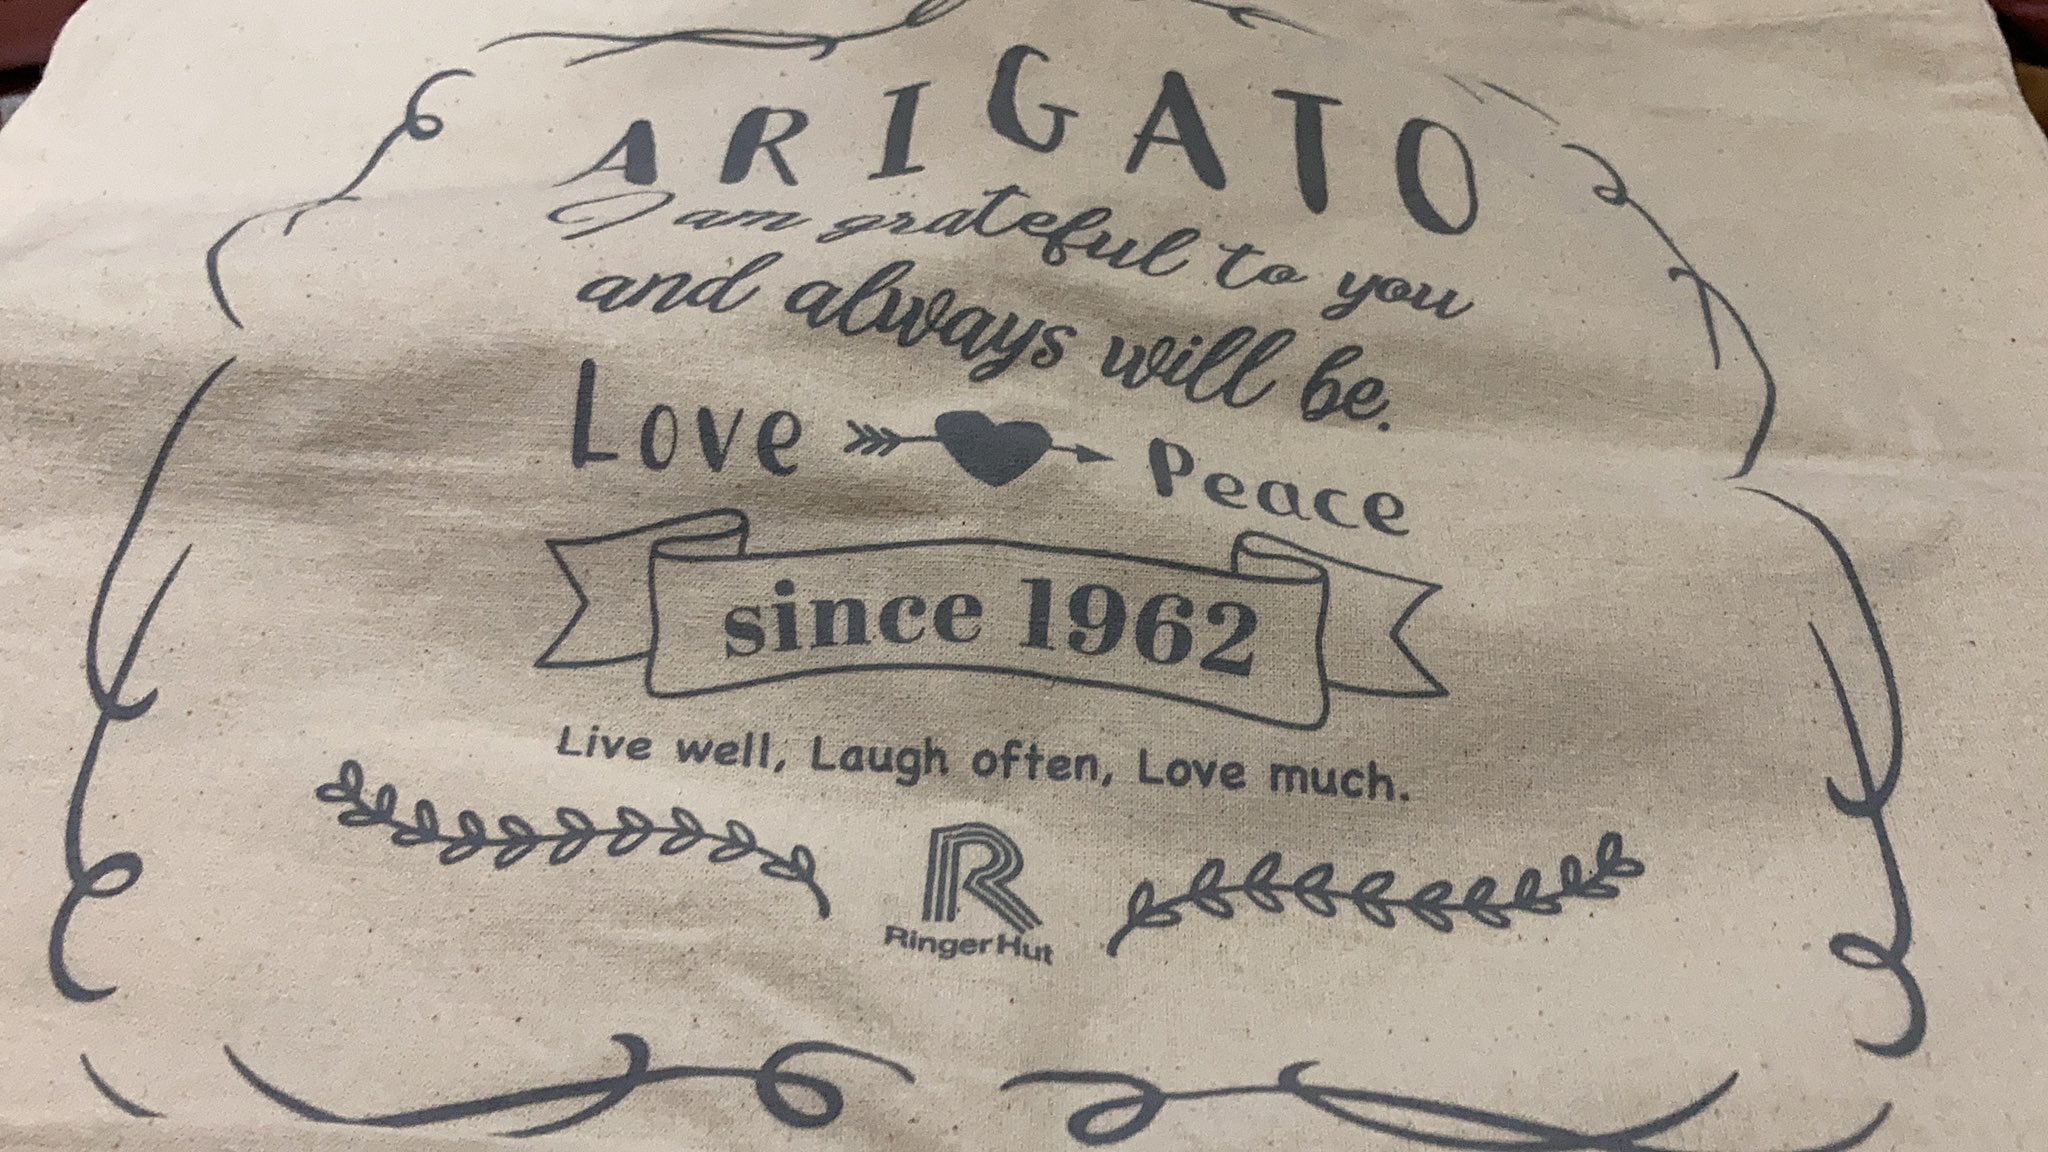 ARIGATO
I am grateful to you
and always will be.
Love Peace
since 1962
Live well, Laugh often, Love much.
R
RingerHut